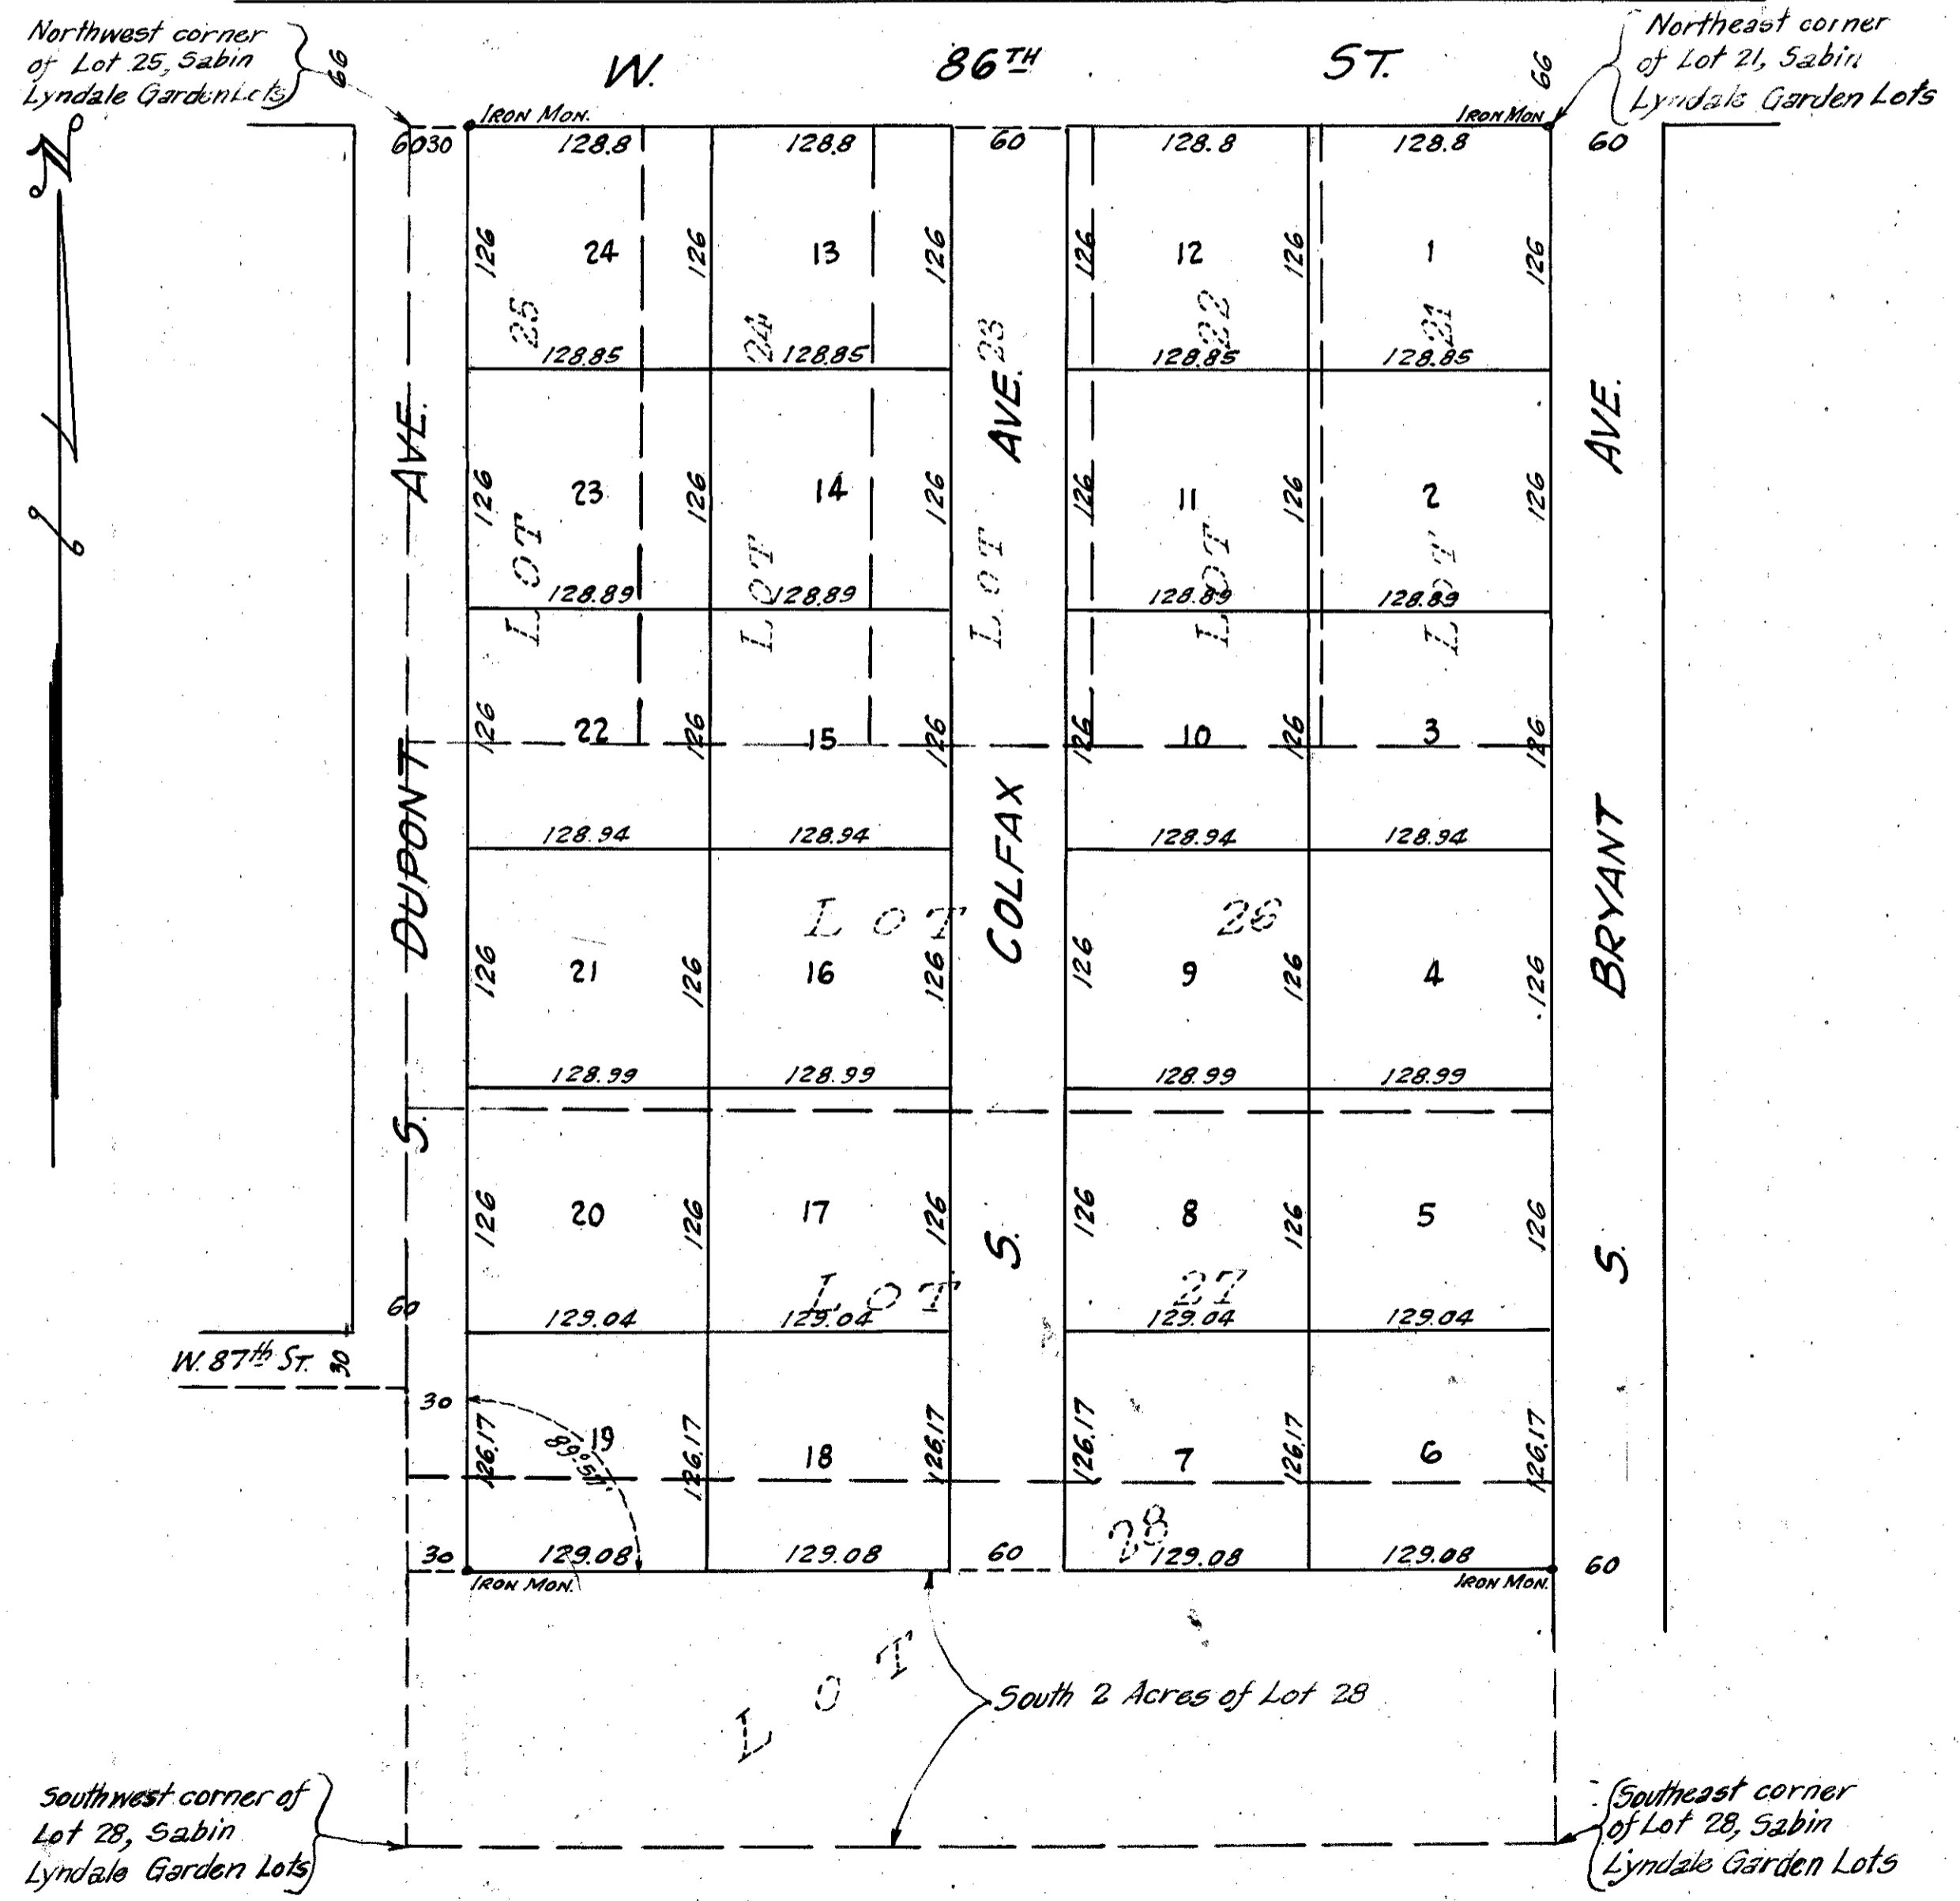 Northwest corner
of Lot 25, Sabin
Lyndale Garden Lots
66
W. 86TH ST.
66
Northeast corner
of Lot 21, Sabin
Lyndale Garden Lots
N
IRON MON.
IRON MON
60 30 128.8 128.8 60 128.8 128.8 60
126 24 126 13 126 126 12 126 1 126
25 24 23 22 21
128.85 128.85 128.85 128.85
126 23 126 14 126 126 11 126 2 126
LOT LOT LOT LOT LOT
128.89 128.89 128.89 128.89
126 22 126 15 126 126 10 126 3 126
128.94 128.94 128.94 128.94
LOT 26
126 21 126 16 126 126 9 126 4 126
128.99 128.99 128.99 128.99
DUPONT AVE. S.
COLFAX AVE. S.
BRYANT AVE. S.
126 20 126 17 126 126 8 126 5 126
LOT 27
60 129.04 129.04 129.04 129.04
W. 87th ST. 30
30
126.17 19 126.17 18 126.17 126.17 7 126.17 6 126.17
89°57'
28
30 129.08 129.08 60 129.08 129.08 60
IRON MON.
IRON MON.
LOT
South 2 Acres of Lot 28
Southwest corner of
Lot 28, Sabin
Lyndale Garden Lots
Southeast corner
of Lot 28, Sabin
Lyndale Garden Lots